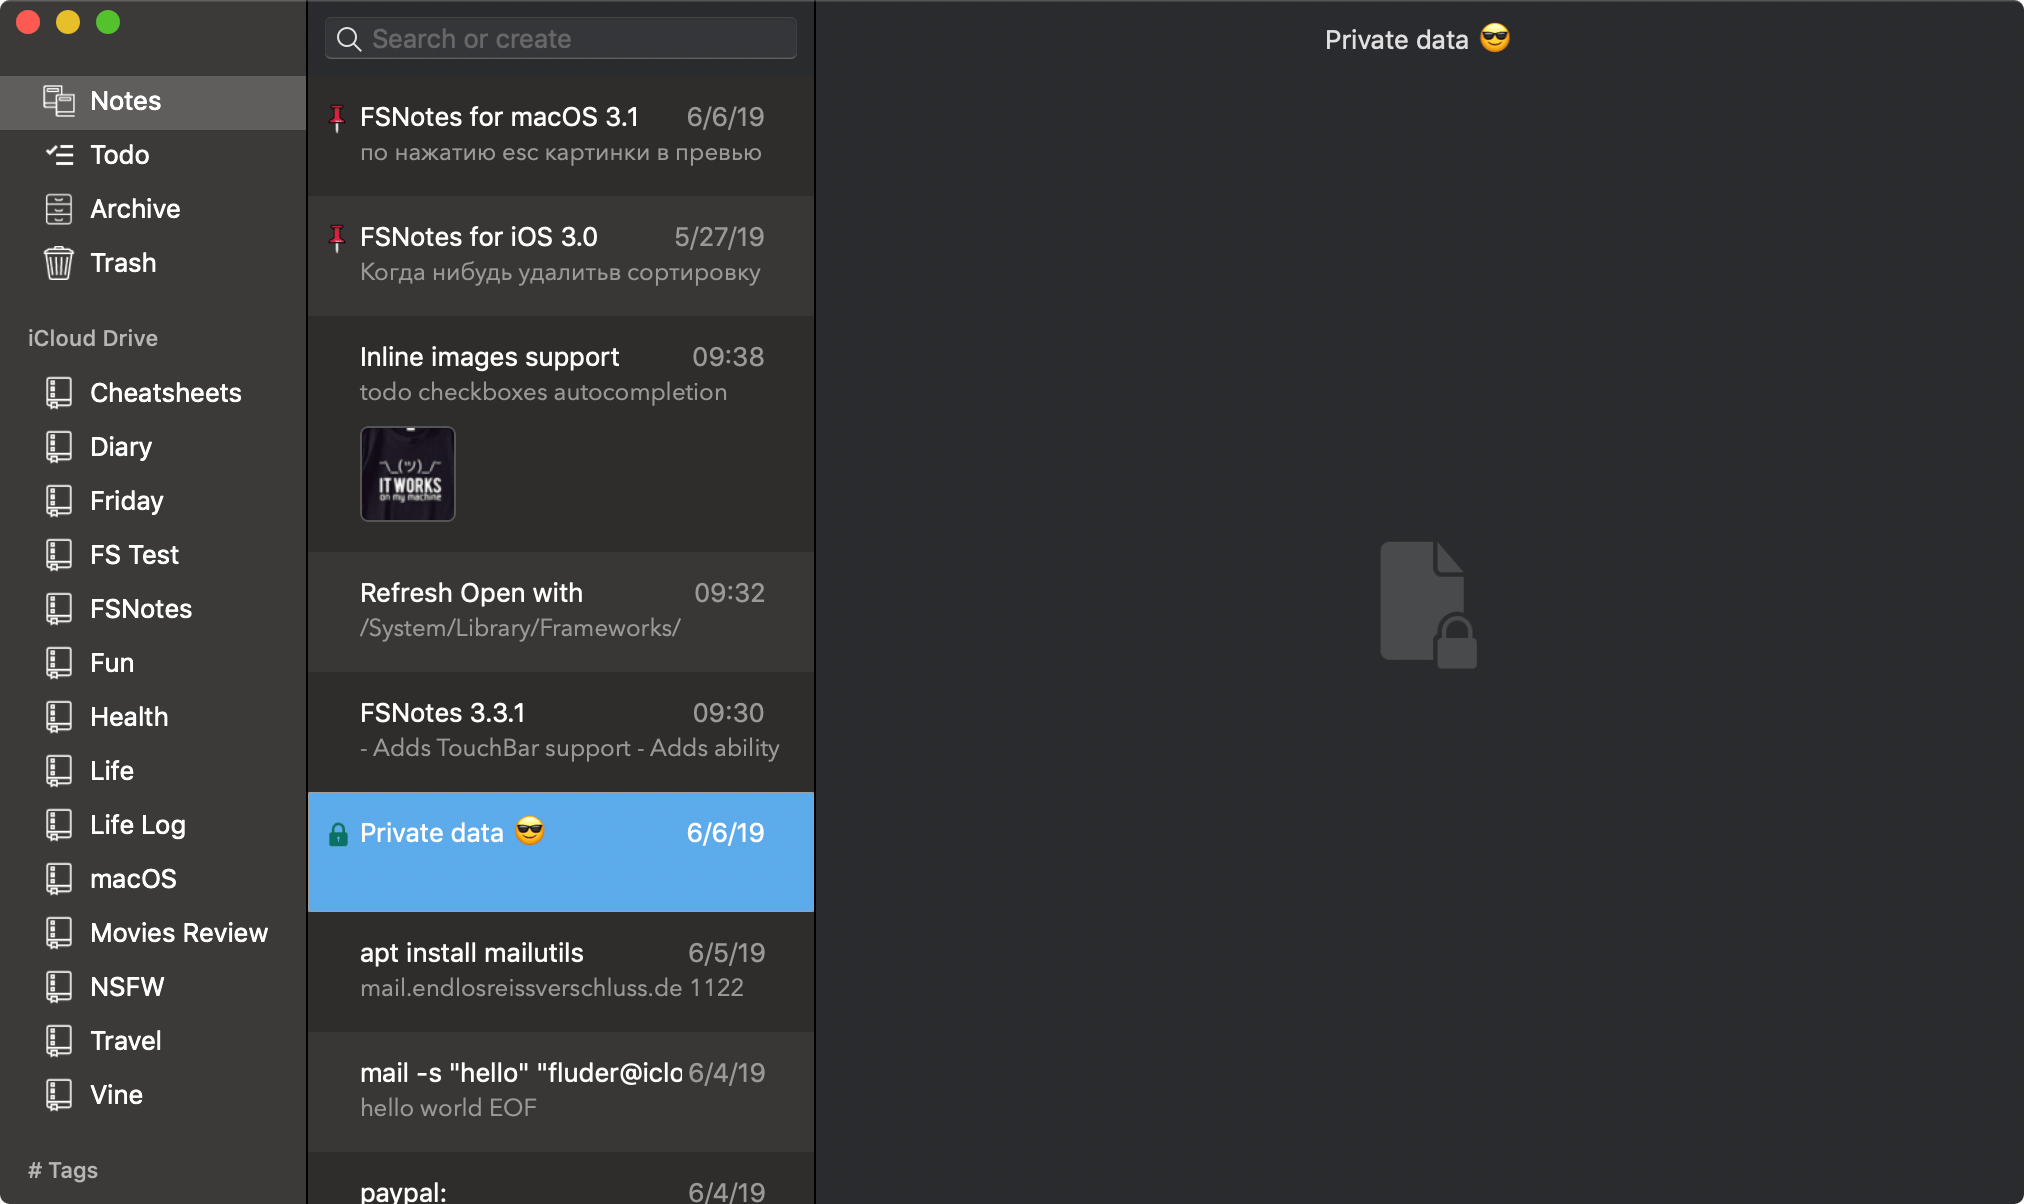 Notes
Todo
Archive
Trash
iCloud Drive
Cheatsheets
Diary
Friday
FS Test
FSNotes
Fun
Health
Life
Life Log
macOS
Movies Review
NSFW
Travel
Vine
# Tags
Search or create
FSNotes for macOS 3.1 6/6/19
по нажатию esc картинки в превью
FSNotes for iOS 3.0 5/27/19
Когда нибудь удалитьв сортировку
Inline images support 09:38
todo checkboxes autocompletion
¯\_(ツ)_/¯
IT WORKS
on my machine
Refresh Open with 09:32
/System/Library/Frameworks/
FSNotes 3.3.1 09:30
- Adds TouchBar support - Adds ability
Private data 😎 6/6/19
apt install mailutils 6/5/19
mail.endlosreissverschluss.de 1122
mail -s "hello" "fluder@iclo 6/4/19
hello world EOF
paypal: 6/4/19
Private data 😎